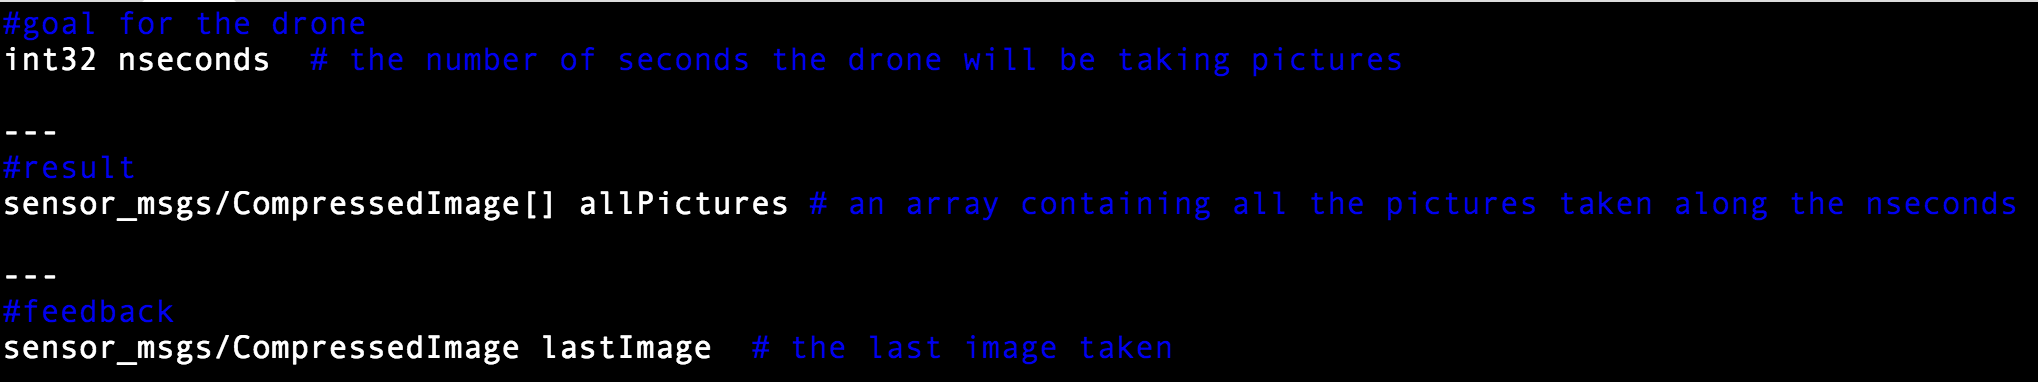 #goal for the drone
int32 nseconds  # the number of seconds the drone will be taking pictures
---
#result
sensor_msgs/CompressedImage[] allPictures # an array containing all the pictures taken along the nseconds
---
#feedback
sensor_msgs/CompressedImage lastImage  # the last image taken